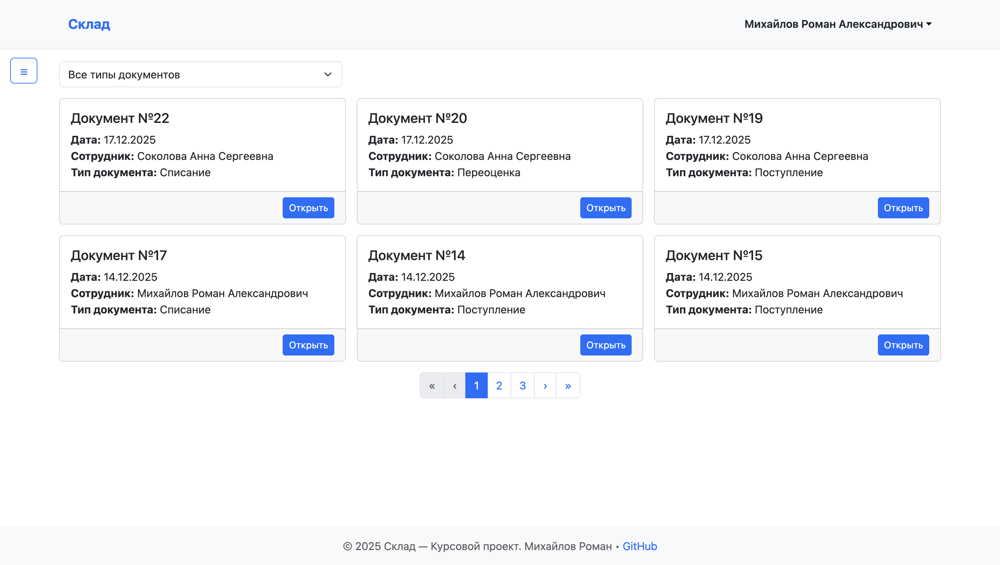 Склад
Михайлов Роман Александрович
≡
Все типы документов
Документ №22
Дата: 17.12.2025
Сотрудник: Соколова Анна Сергеевна
Тип документа: Списание
Открыть
Документ №20
Дата: 17.12.2025
Сотрудник: Соколова Анна Сергеевна
Тип документа: Переоценка
Открыть
Документ №19
Дата: 17.12.2025
Сотрудник: Соколова Анна Сергеевна
Тип документа: Поступление
Открыть
Документ №17
Дата: 14.12.2025
Сотрудник: Михайлов Роман Александрович
Тип документа: Списание
Открыть
Документ №14
Дата: 14.12.2025
Сотрудник: Михайлов Роман Александрович
Тип документа: Поступление
Открыть
Документ №15
Дата: 14.12.2025
Сотрудник: Михайлов Роман Александрович
Тип документа: Поступление
Открыть
« ‹ 1 2 3 › »
© 2025 Склад — Курсовой проект. Михайлов Роман • GitHub